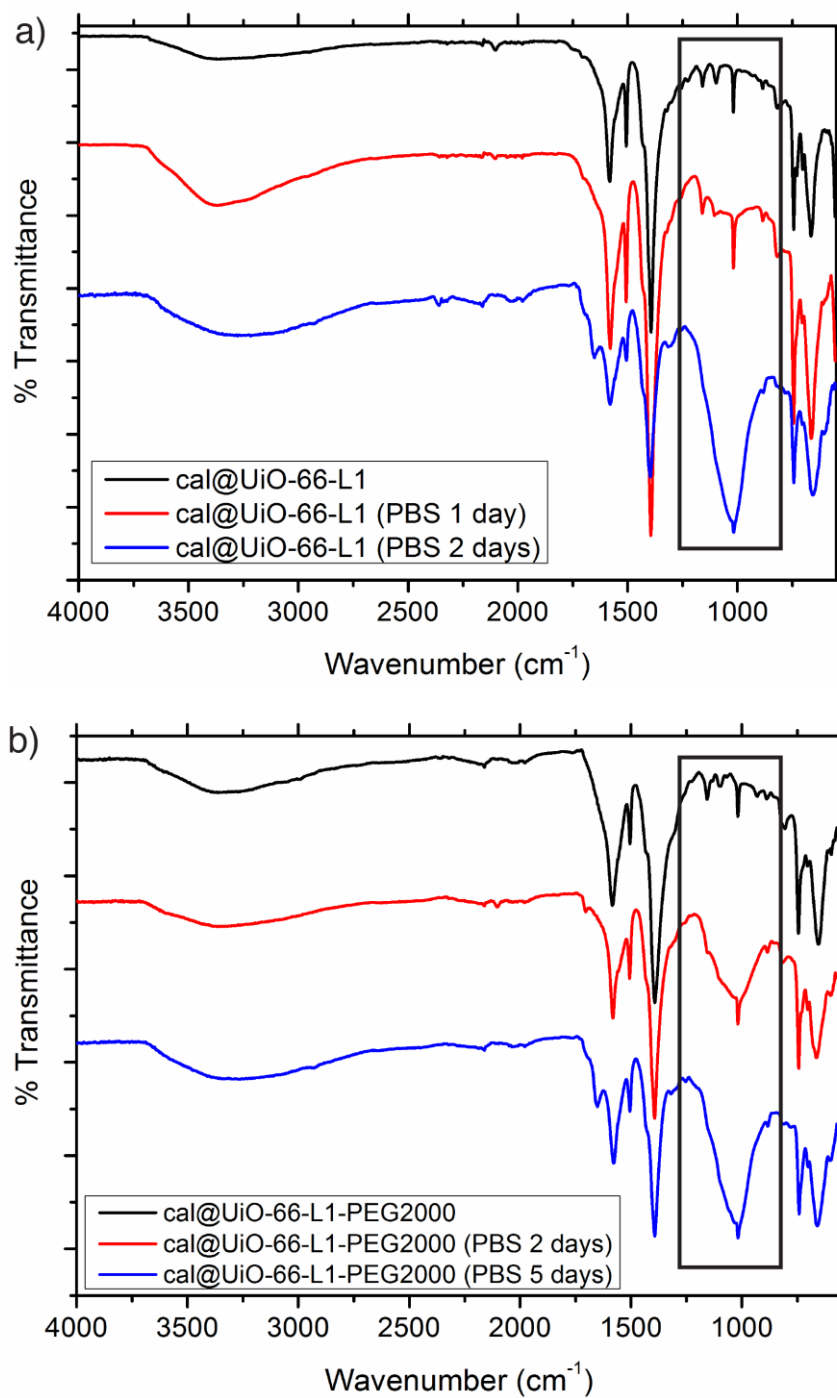 a)
% Transmittance
cal@UiO-66-L1
cal@UiO-66-L1 (PBS 1 day)
cal@UiO-66-L1 (PBS 2 days)
4000 3500 3000 2500 2000 1500 1000
Wavenumber (cm⁻¹)
b)
% Transmittance
cal@UiO-66-L1-PEG2000
cal@UiO-66-L1-PEG2000 (PBS 2 days)
cal@UiO-66-L1-PEG2000 (PBS 5 days)
4000 3500 3000 2500 2000 1500 1000
Wavenumber (cm⁻¹)